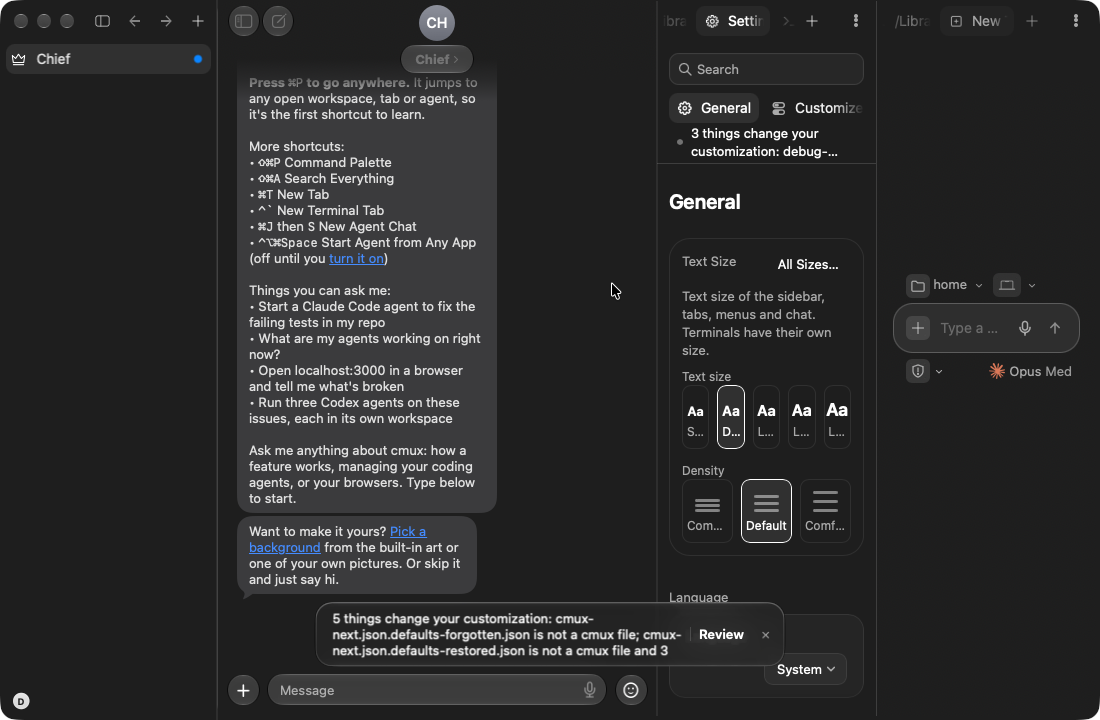 Chief
D
CH
Chief ›
Press ⌘P to go anywhere. It jumps to
any open workspace, tab or agent, so
it's the first shortcut to learn.
More shortcuts:
• ⇧⌘P Command Palette
• ⇧⌘A Search Everything
• ⌘T New Tab
• ^` New Terminal Tab
• ⌘J then S New Agent Chat
• ^⌥⌘Space Start Agent from Any App
(off until you turn it on)
Things you can ask me:
• Start a Claude Code agent to fix the
failing tests in my repo
• What are my agents working on right
now?
• Open localhost:3000 in a browser
and tell me what's broken
• Run three Codex agents on these
issues, each in its own workspace
Ask me anything about cmux: how a
feature works, managing your coding
agents, or your browsers. Type below
to start.
Want to make it yours? Pick a
background from the built-in art or
one of your own pictures. Or skip it
and just say hi.
5 things change your customization: cmux-
next.json.defaults-forgotten.json is not a cmux file; cmux-
next.json.defaults-restored.json is not a cmux file and 3
Review
Message
Settir
Search
General
Customize
3 things change your
customization: debug-...
General
Text Size
All Sizes...
Text size of the sidebar,
tabs, menus and chat.
Terminals have their own
size.
Text size
Aa Aa Aa Aa Aa
S... D... L... L... L...
Density
Com... Default Comf...
Language
System
/Libra
New
home
Type a ...
Opus Med